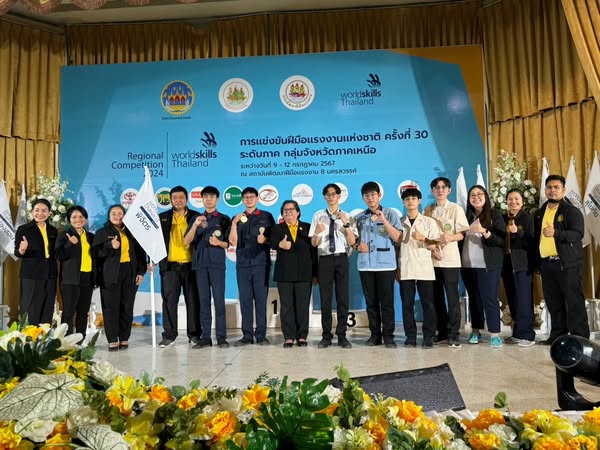 worldskills
Thailand
Regional
Competition
2024
worldskills
Thailand
การแข่งขันฝีมือแรงงานแห่งชาติ ครั้งที่ 30
ระดับภาค กลุ่มจังหวัดภาคเหนือ
ระหว่างวันที่ 9 - 12 กรกฎาคม 2567
ณ สถาบันพัฒนาฝีมือแรงงาน 8 นครสวรรค์
1
3